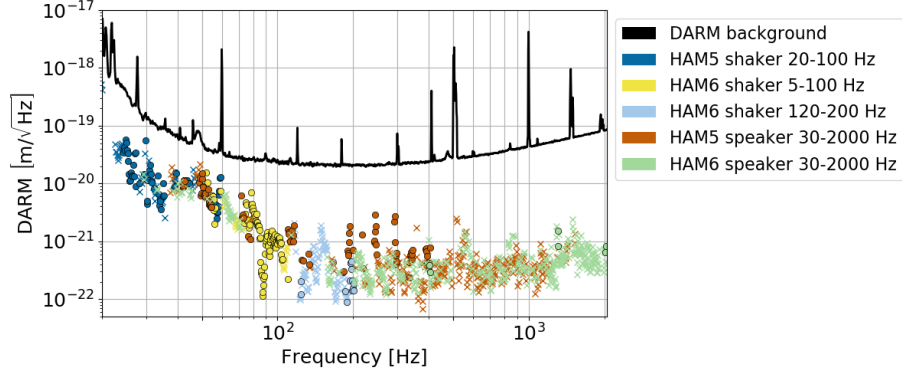 10⁻¹⁷
10⁻¹⁸
10⁻¹⁹
10⁻²⁰
10⁻²¹
10⁻²²
DARM [m/√Hz]
10²
10³
Frequency [Hz]
DARM background
HAM5 shaker 20-100 Hz
HAM6 shaker 5-100 Hz
HAM6 shaker 120-200 Hz
HAM5 speaker 30-2000 Hz
HAM6 speaker 30-2000 Hz